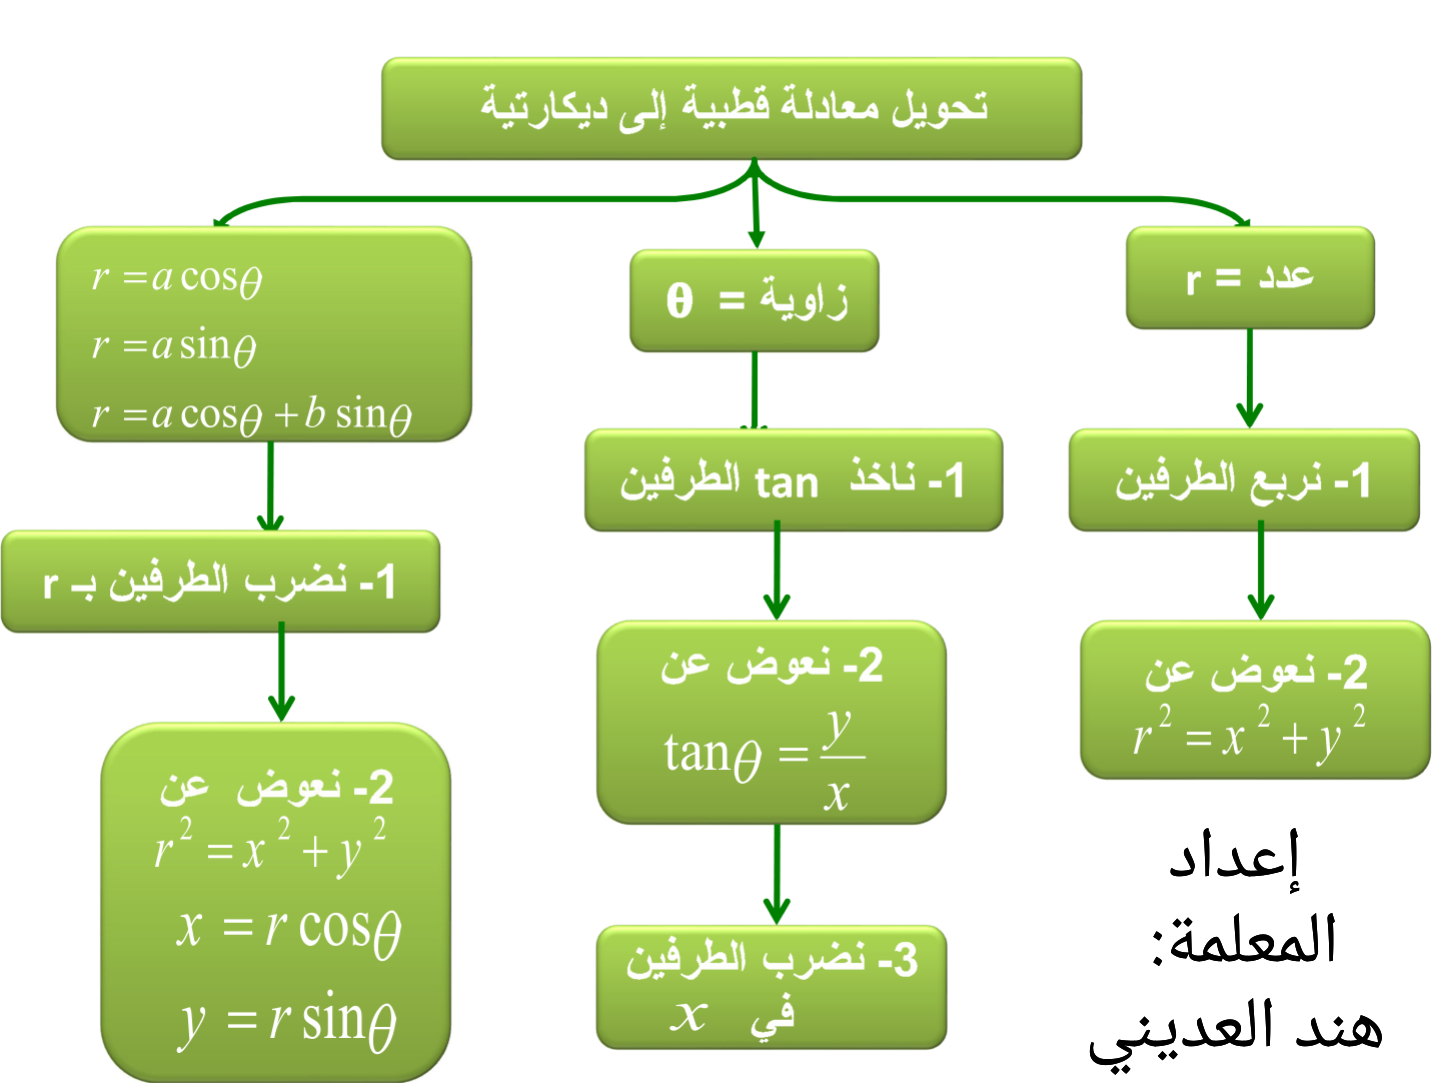 تحويل معادلة قطبية إلى ديكارتية
عدد = r
1- نربع الطرفين
2- نعوض عن
r² = x² + y²
زاوية = θ
1- ناخذ tan الطرفين
2- نعوض عن
tanθ = y/x
3- نضرب الطرفين
في x
r = a cosθ
r = a sinθ
r = a cosθ + b sinθ
1- نضرب الطرفين بـ r
2- نعوض عن
r² = x² + y²
x = r cosθ
y = r sinθ
إعداد
المعلمة:
هند العديني